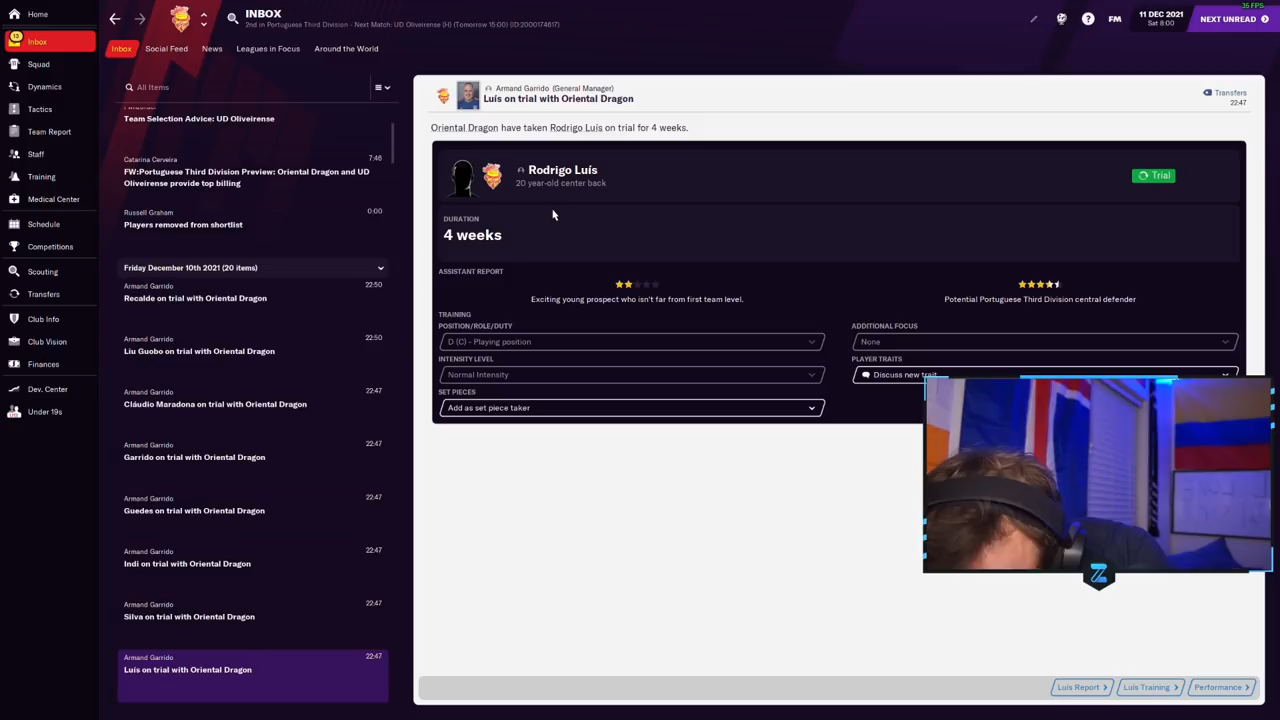 35 FPS
Home
INBOX
2nd in Portuguese Third Division - Next Match: UD Oliveirense (H) (Tomorrow 15:00) (ID:2000174617)
FM
11 DEC 2021
Sat 8:00
NEXT UNREAD
13
Inbox
Inbox
Social Feed
News
Leagues in Focus
Around the World
Squad
Dynamics
Tactics
Team Report
Staff
Training
Medical Center
Schedule
Competitions
Scouting
Transfers
Club Info
Club Vision
Finances
Dev. Center
Under 19s
All Items
Team Selection Advice: UD Oliveirense
Catarina Cerveira
7:46
FW:Portuguese Third Division Preview: Oriental Dragon and UD
Oliveirense provide top billing
Russell Graham
0:00
Players removed from shortlist
Friday December 10th 2021 (20 items)
Armand Garrido
22:50
Recalde on trial with Oriental Dragon
Armand Garrido
22:50
Liu Guobo on trial with Oriental Dragon
Armand Garrido
22:47
Cláudio Maradona on trial with Oriental Dragon
Armand Garrido
22:47
Garrido on trial with Oriental Dragon
Armand Garrido
22:47
Guedes on trial with Oriental Dragon
Armand Garrido
22:47
Indi on trial with Oriental Dragon
Armand Garrido
22:47
Silva on trial with Oriental Dragon
Armand Garrido
22:47
Luís on trial with Oriental Dragon
Armand Garrido (General Manager)
Luís on trial with Oriental Dragon
Transfers
22:47
Oriental Dragon have taken Rodrigo Luís on trial for 4 weeks.
Rodrigo Luís
20 year-old center back
Trial
DURATION
4 weeks
ASSISTANT REPORT
Exciting young prospect who isn't far from first team level.
Potential Portuguese Third Division central defender
TRAINING
POSITION/ROLE/DUTY
D (C) - Playing position
ADDITIONAL FOCUS
None
INTENSITY LEVEL
Normal Intensity
PLAYER TRAITS
Discuss new trait
SET PIECES
Add as set piece taker
Luís Report
Luís Training
Performance